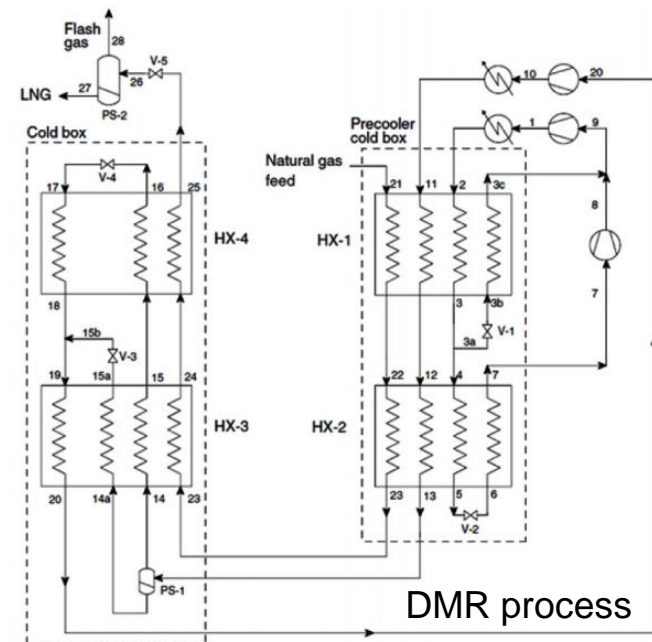 Flash
gas
28
V-5
26
27
LNG
PS-2
10
20
1
9
Cold box
Precooler
cold box
V-4
Natural gas
feed
17
16
25
21
11
2
3c
8
HX-4
HX-1
18
3
3b
7
15b
V-1
3a
V-3
19
15a
15
24
22
12
4
7
HX-3
HX-2
20
14a
14
23
23
13
5
6
V-2
PS-1
DMR process